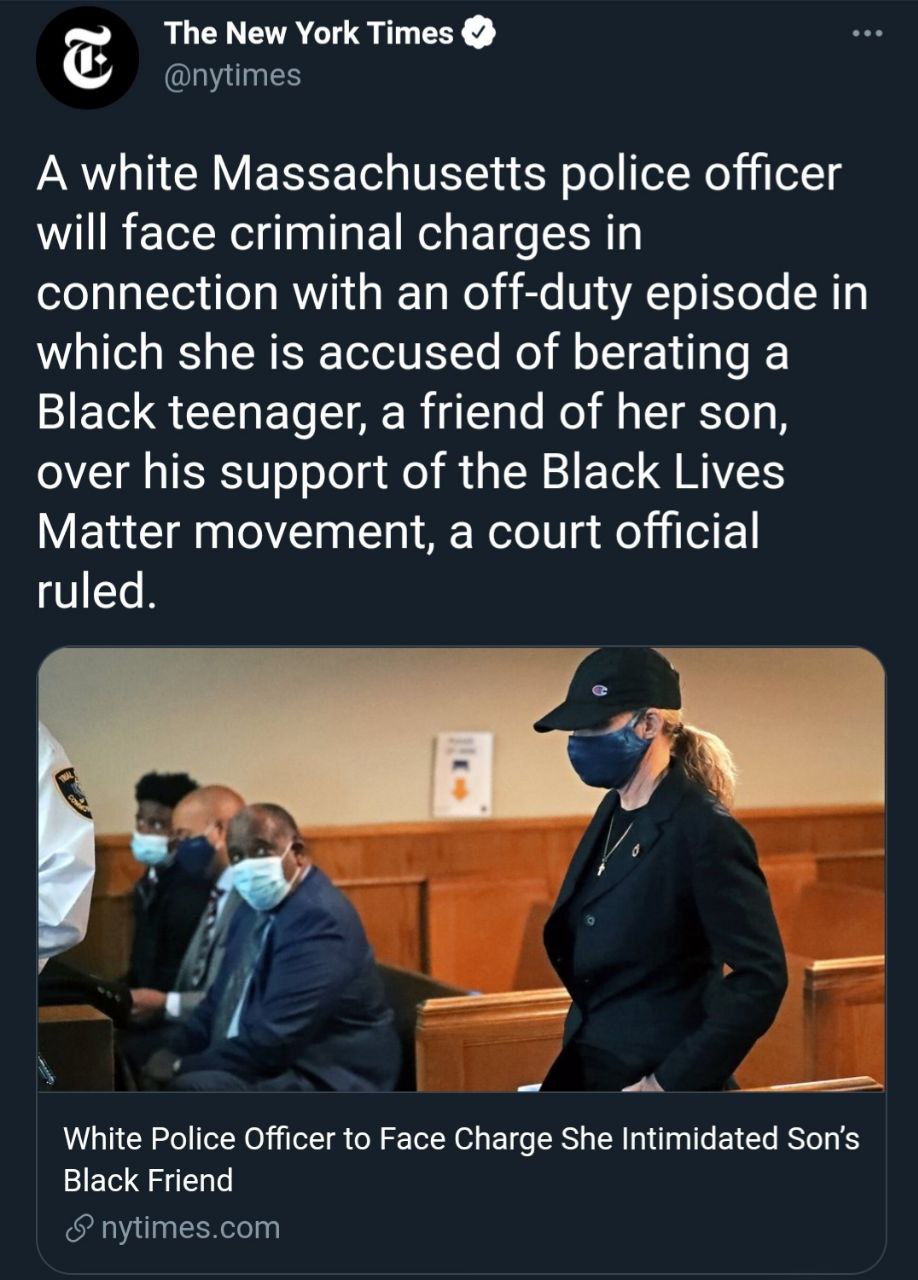 The New York Times
@nytimes
A white Massachusetts police officer
will face criminal charges in
connection with an off-duty episode in
which she is accused of berating a
Black teenager, a friend of her son,
over his support of the Black Lives
Matter movement, a court official
ruled.
TRIAL
White Police Officer to Face Charge She Intimidated Son’s
Black Friend
nytimes.com